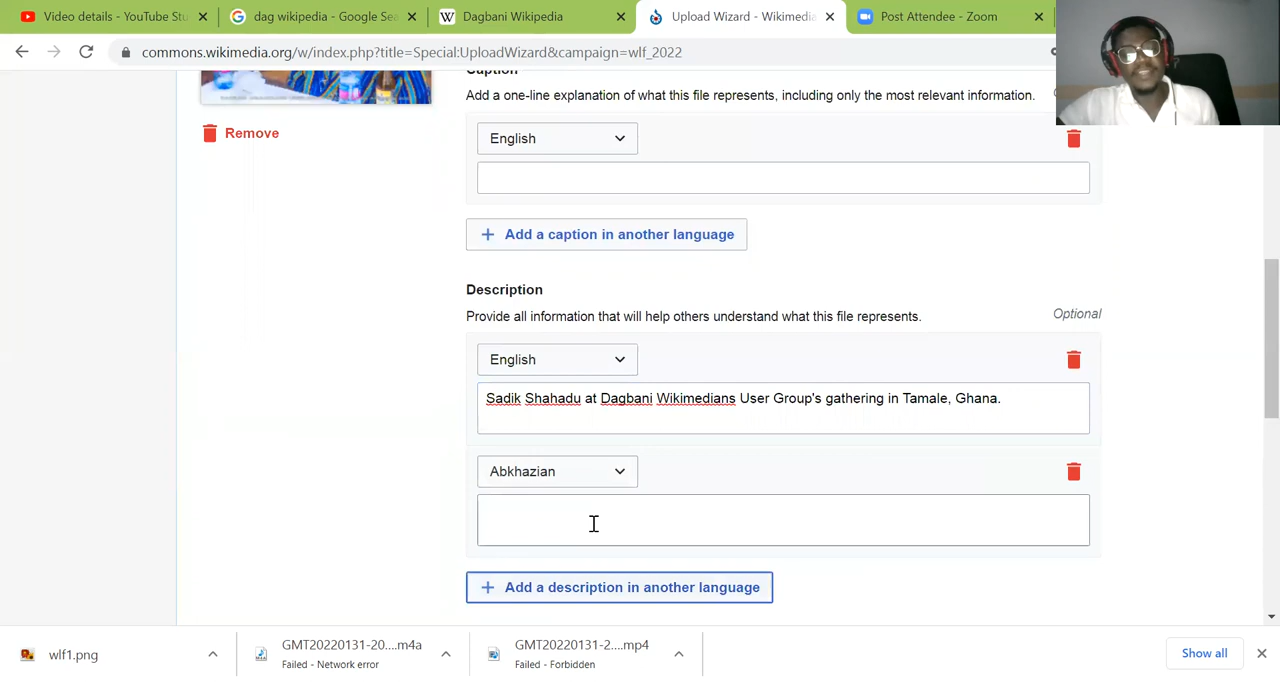 Video details - YouTube Stu
dag wikipedia - Google Sea
Dagbani Wikipedia
Upload Wizard - Wikimedia
Post Attendee - Zoom
commons.wikimedia.org/w/index.php?title=Special:UploadWizard&campaign=wlf_2022
Caption
Add a one-line explanation of what this file represents, including only the most relevant information.
Remove
English
+ Add a caption in another language
Description
Provide all information that will help others understand what this file represents.
Optional
English
Sadik Shahadu at Dagbani Wikimedians User Group's gathering in Tamale, Ghana.
Abkhazian
+ Add a description in another language
wlf1.png
GMT20220131-20....m4a
Failed - Network error
GMT20220131-2....mp4
Failed - Forbidden
Show all